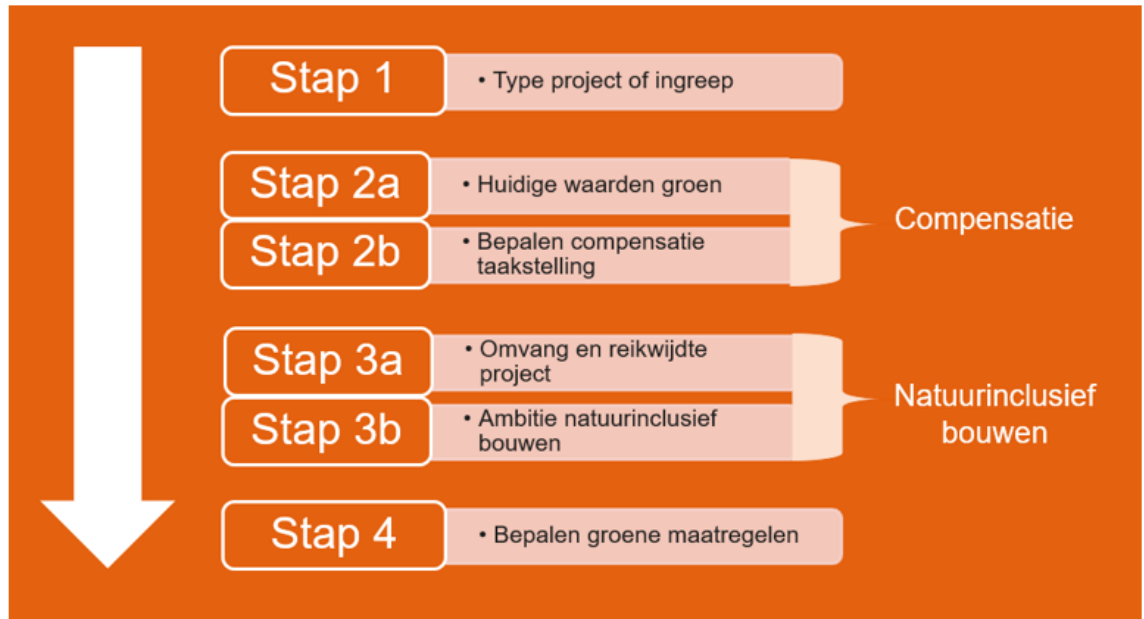 Stap 1
• Type project of ingreep
Stap 2a
• Huidige waarden groen
Stap 2b
• Bepalen compensatie
taakstelling
Compensatie
Stap 3a
• Omvang en reikwijdte
project
Stap 3b
• Ambitie natuurinclusief
bouwen
Natuurinclusief
bouwen
Stap 4
• Bepalen groene maatregelen